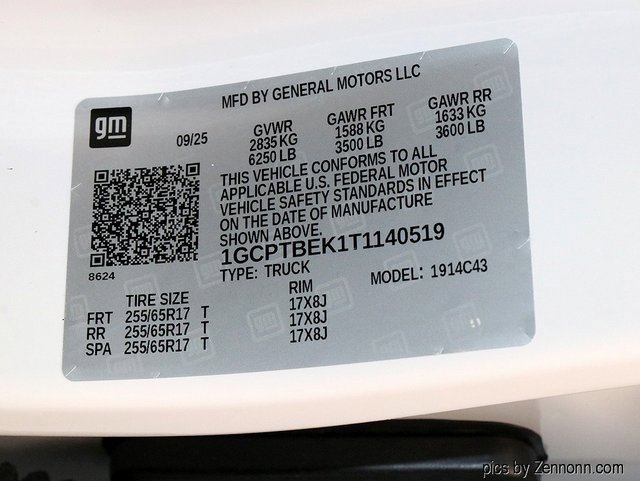 MFD BY GENERAL MOTORS LLC
gm
09/25
GVWR GAWR FRT GAWR RR
2835 KG 1588 KG 1633 KG
6250 LB 3500 LB 3600 LB
THIS VEHICLE CONFORMS TO ALL
APPLICABLE U.S. FEDERAL MOTOR
VEHICLE SAFETY STANDARDS IN EFFECT
ON THE DATE OF MANUFACTURE
SHOWN ABOVE.
1GCPTBEK1T1140519
8624
TYPE: TRUCK MODEL: 1914C43
TIRE SIZE RIM
FRT 255/65R17 T 17X8J
RR 255/65R17 T 17X8J
SPA 255/65R17 T 17X8J
pics by Zennonn.com